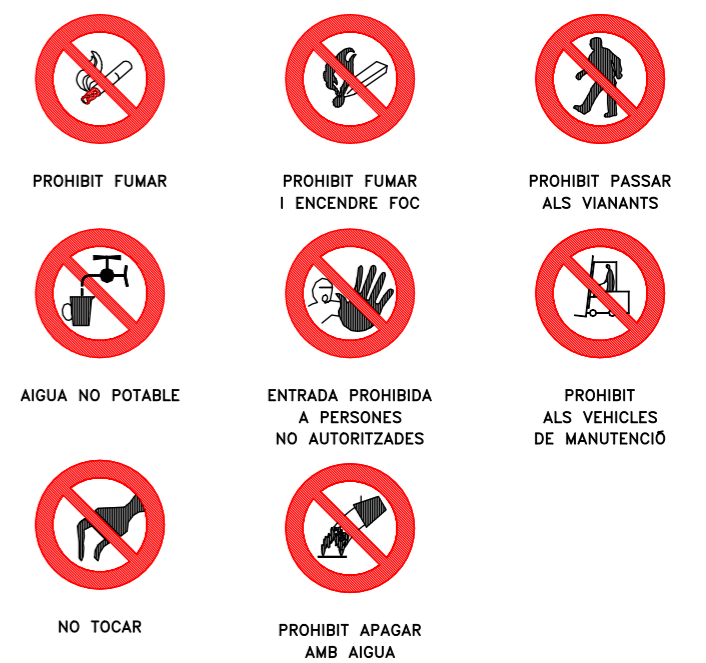 PROHIBIT FUMAR
PROHIBIT FUMAR
I ENCENDRE FOC
PROHIBIT PASSAR
ALS VIANANTS
AIGUA NO POTABLE
ENTRADA PROHIBIDA
A PERSONES
NO AUTORITZADES
PROHIBIT
ALS VEHICLES
DE MANUTENCIÓ
NO TOCAR
PROHIBIT APAGAR
AMB AIGUA